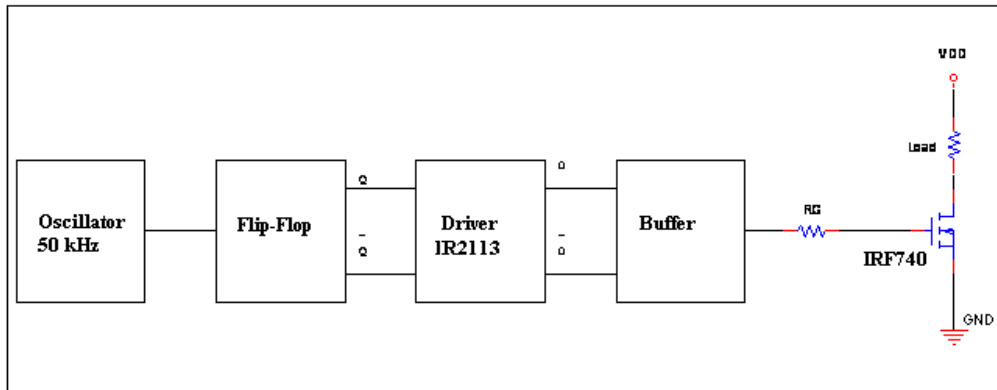 VDD
Load
Oscillator
50 kHz
Flip-Flop
Q
Q
Driver
IR2113
Q
Q
Buffer
RG
IRF740
GND